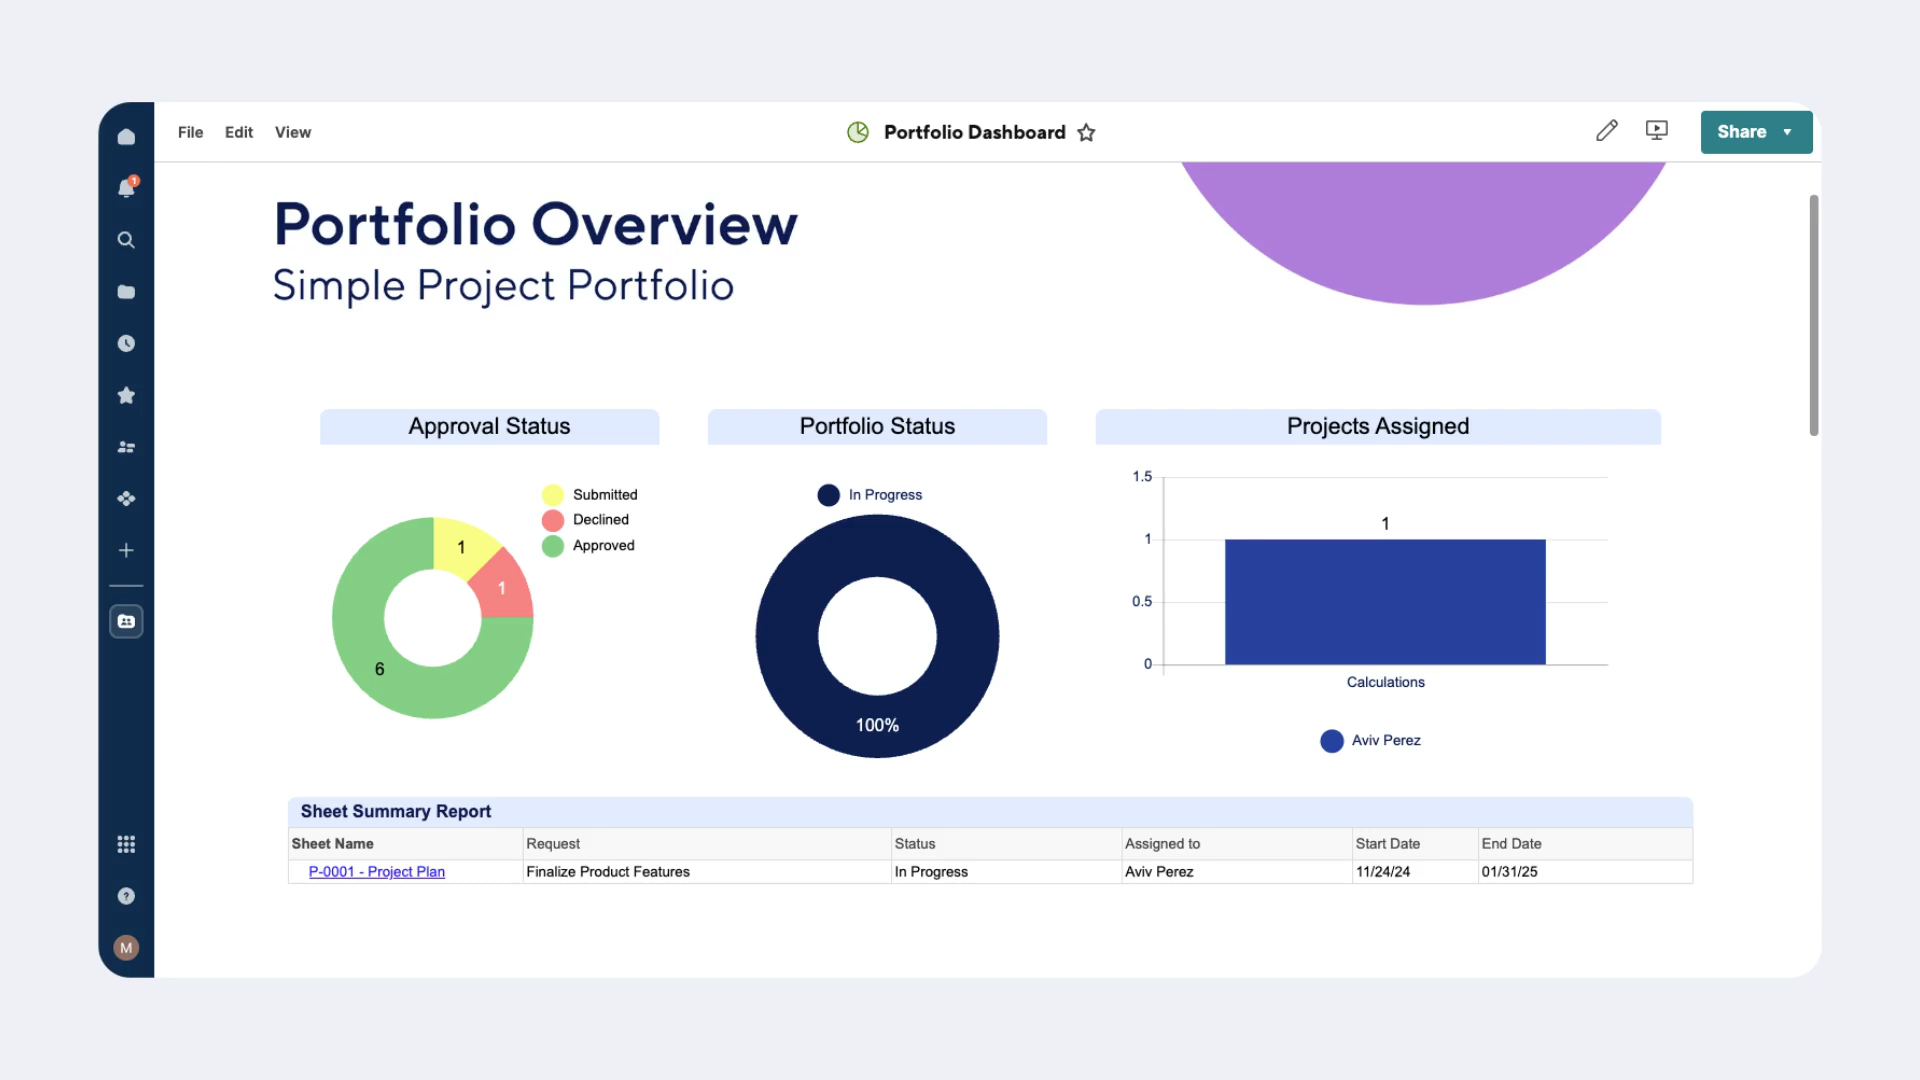 File Edit View
Portfolio Dashboard
Share
1
Portfolio Overview
Simple Project Portfolio
Approval Status
Submitted
Declined
Approved
1
1
6
Portfolio Status
In Progress
100%
Projects Assigned
1.5
1
0.5
0
1
Calculations
Aviv Perez
Sheet Summary Report
Sheet Name Request Status Assigned to Start Date End Date
P-0001 - Project Plan Finalize Product Features In Progress Aviv Perez 11/24/24 01/31/25
?
M